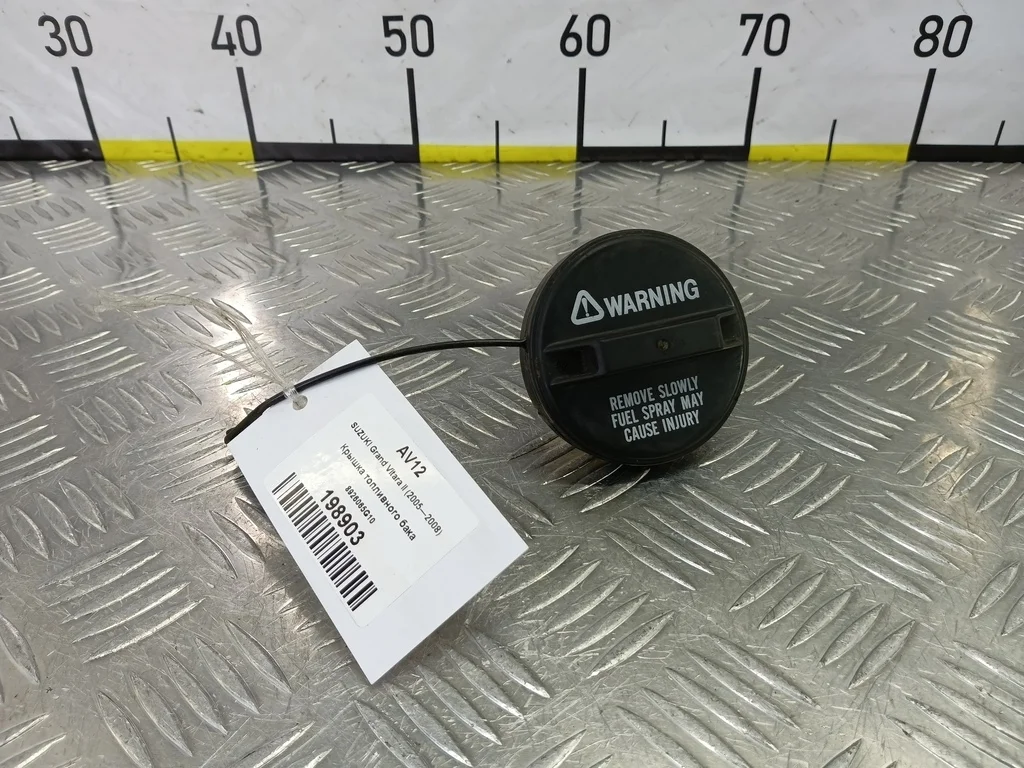 30 40 50 60 70 80
WARNING
REMOVE SLOWLY
FUEL SPRAY MAY
CAUSE INJURY
AV12
SUZUKI Grand Vitara II (2005—2008)
Крышка топливного бака
8926065G10
198903